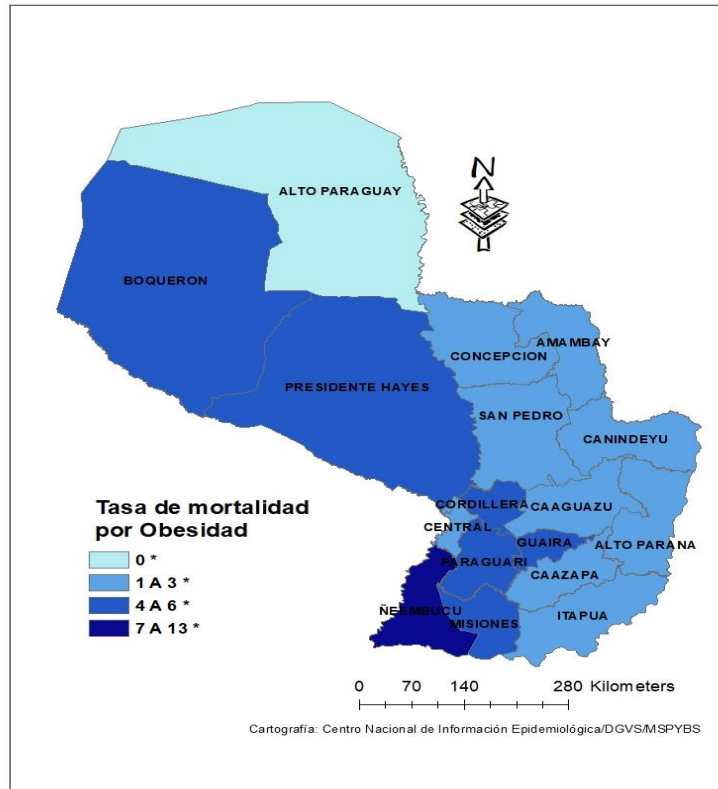 N
ALTO PARAGUAY
BOQUERON
PRESIDENTE HAYES
CONCEPCION
AMAMBAY
SAN PEDRO
CANINDEYU
CORDILLERA
CAAGUAZU
CENTRAL
GUAIRA
ALTO PARANA
PARAGUARI
CAAZAPA
ÑEEMBUCU
MISIONES
ITAPUA
Tasa de mortalidad
por Obesidad
0 *
1 A 3 *
4 A 6 *
7 A 13 *
0 70 140 280 Kilometers
Cartografía: Centro Nacional de Información Epidemiológica/DGVS/MSPYBS